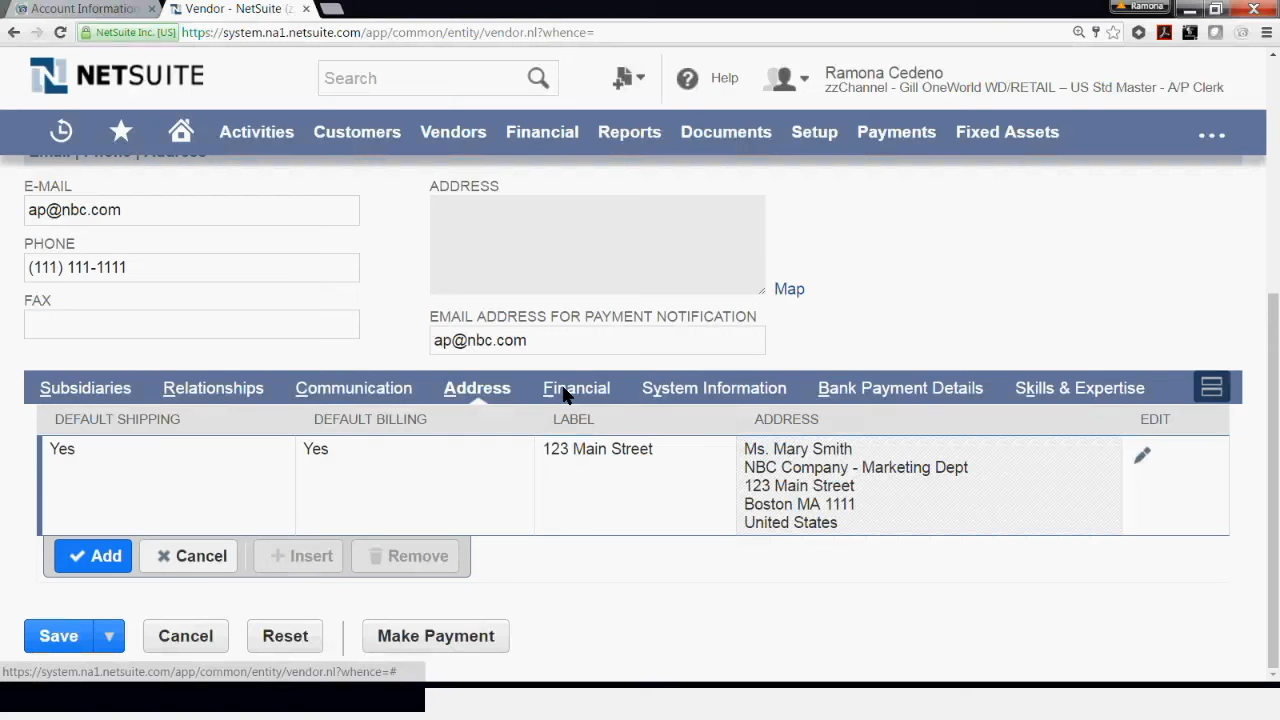 Account Information
Vendor - NetSuite (z
Ramona
NetSuite Inc. [US]
https://system.na1.netsuite.com/app/common/entity/vendor.nl?whence=
NETSUITE
Search
Help
Ramona Cedeno
zzChannel - Gill OneWorld WD/RETAIL – US Std Master - A/P Clerk
Activities
Customers
Vendors
Financial
Reports
Documents
Setup
Payments
Fixed Assets
Email | Phone | Address
E-MAIL
ap@nbc.com
PHONE
(111) 111-1111
FAX
ADDRESS
Map
EMAIL ADDRESS FOR PAYMENT NOTIFICATION
ap@nbc.com
Subsidiaries
Relationships
Communication
Address
Financial
System Information
Bank Payment Details
Skills & Expertise
DEFAULT SHIPPING
DEFAULT BILLING
LABEL
ADDRESS
EDIT
Yes
Yes
123 Main Street
Ms. Mary Smith
NBC Company - Marketing Dept
123 Main Street
Boston MA 1111
United States
Add
Cancel
Insert
Remove
Save
Cancel
Reset
Make Payment
https://system.na1.netsuite.com/app/common/entity/vendor.nl?whence=#